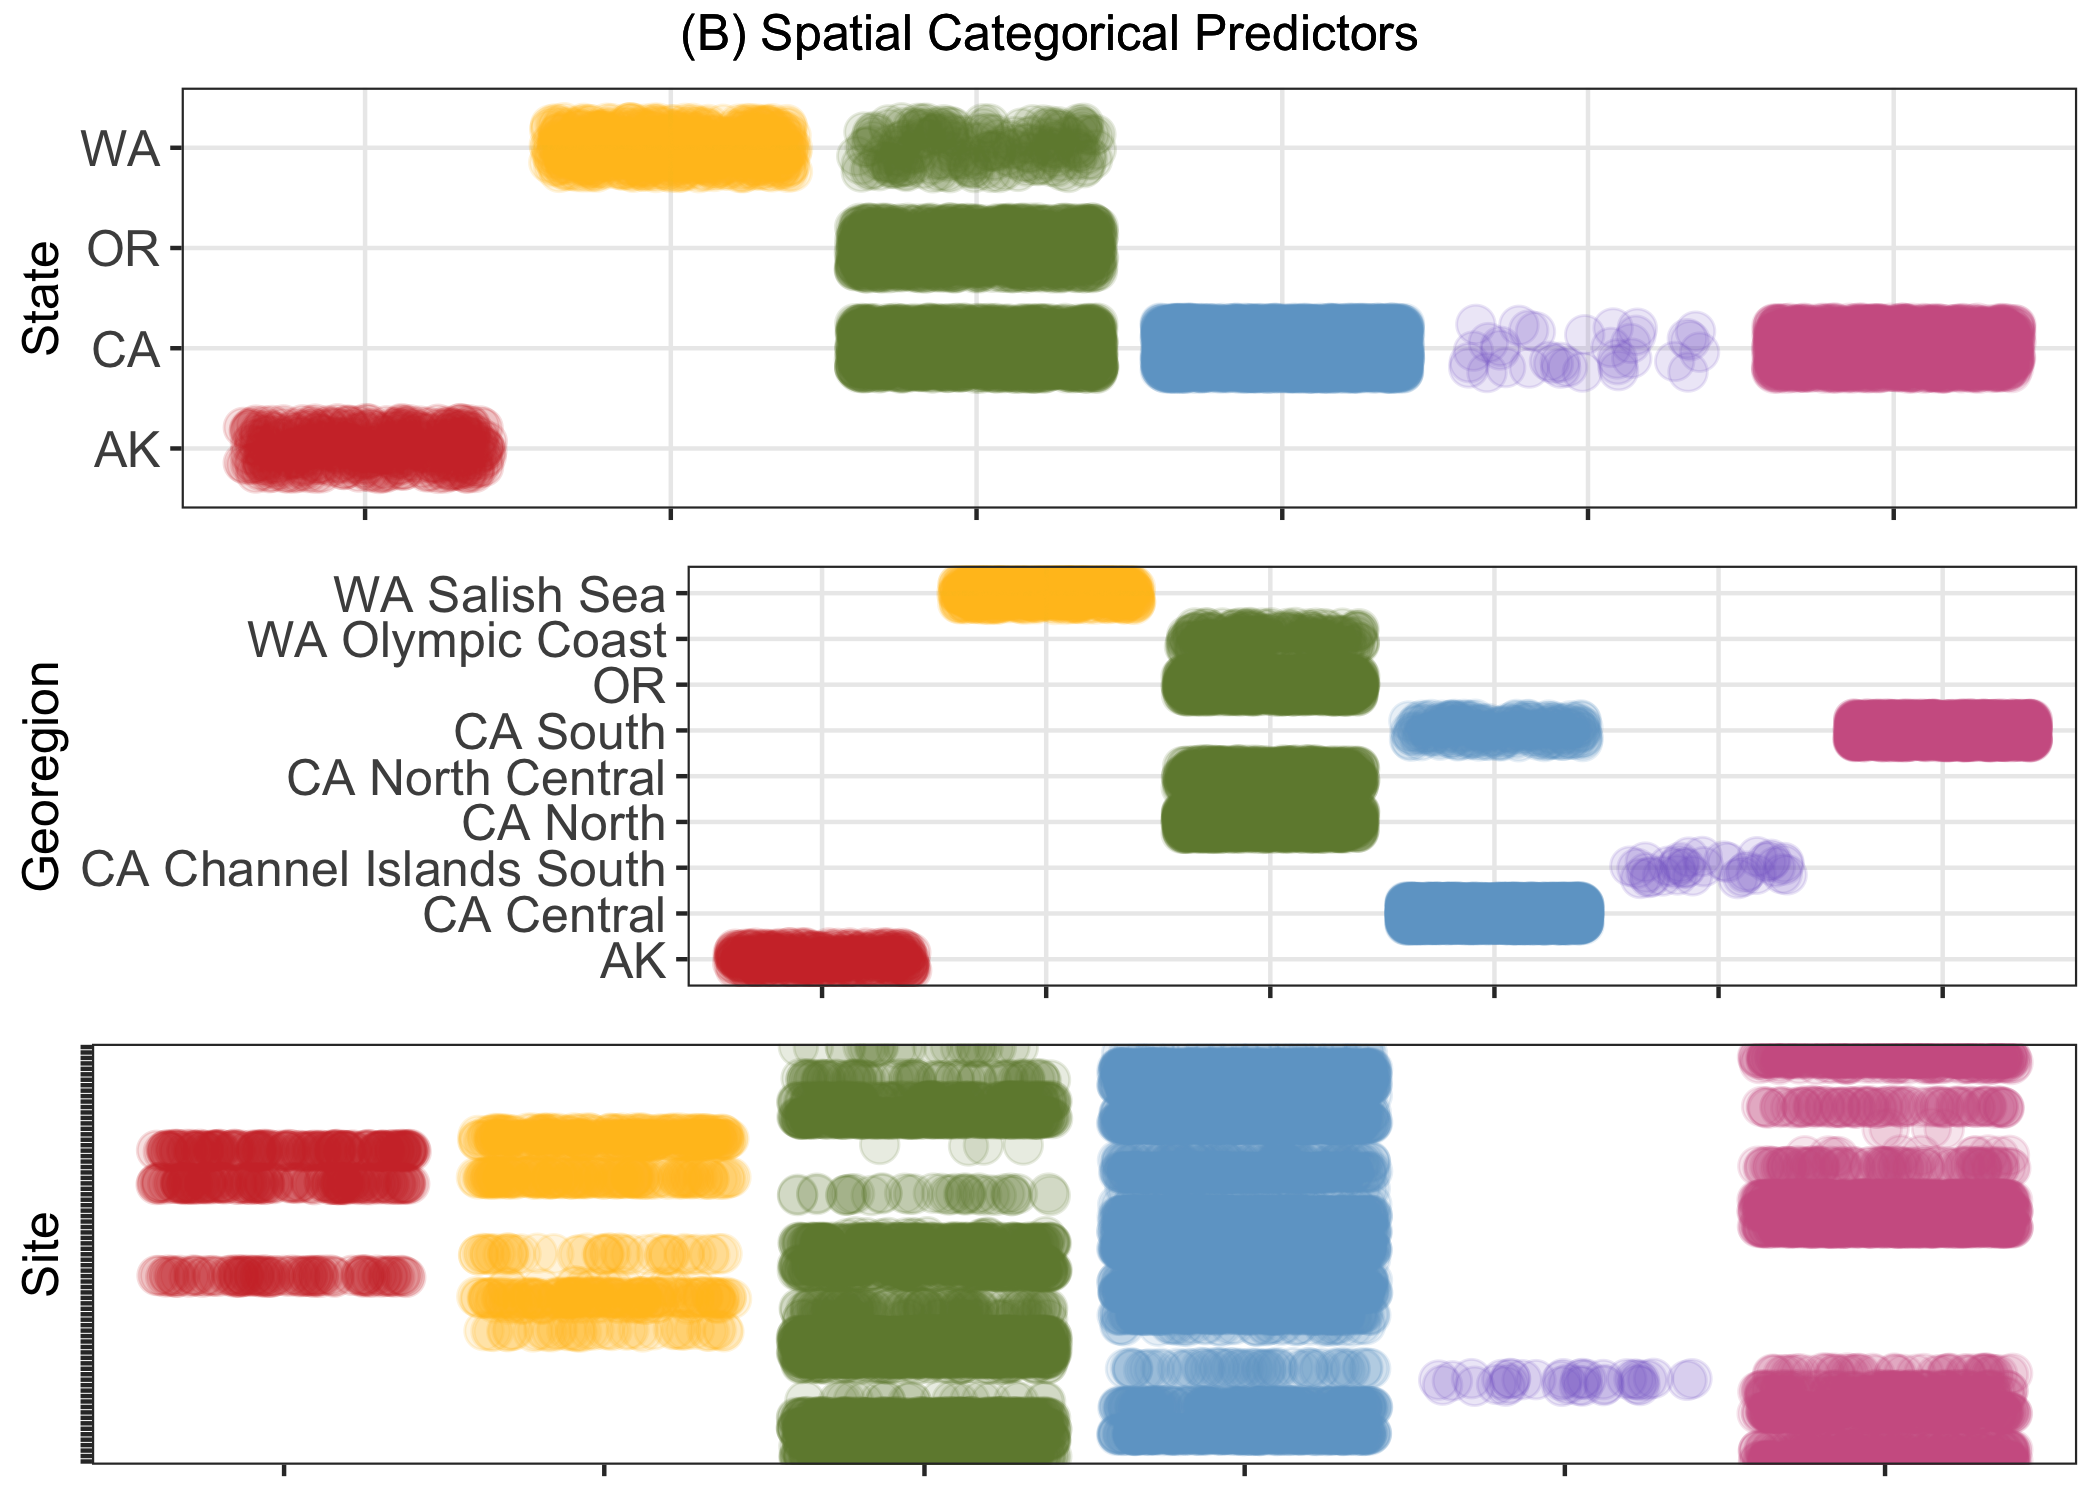 (B) Spatial Categorical Predictors
State
WA
OR
CA
AK
Georegion
WA Salish Sea
WA Olympic Coast
OR
CA South
CA North Central
CA North
CA Channel Islands South
CA Central
AK
Site